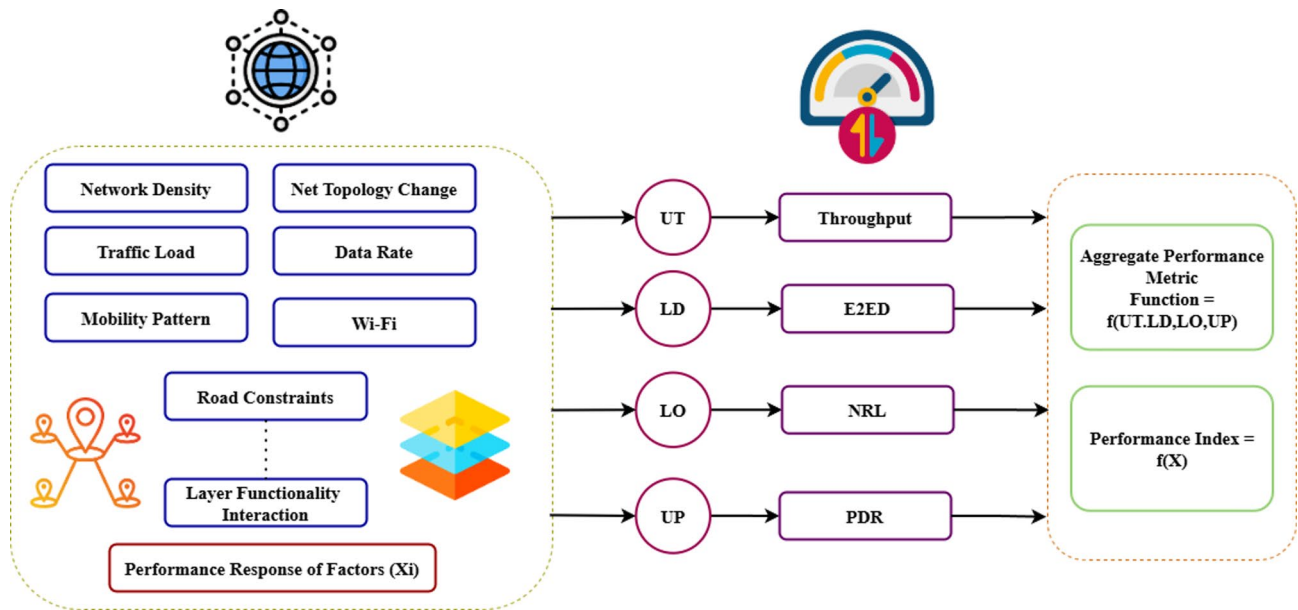 Network Density
Net Topology Change
Traffic Load
Data Rate
Mobility Pattern
Wi-Fi
Road Constraints
Layer Functionality
Interaction
Performance Response of Factors (Xi)
UT
Throughput
LD
E2ED
LO
NRL
UP
PDR
Aggregate Performance
Metric
Function =
f(UT.LD,LO,UP)
Performance Index =
f(X)